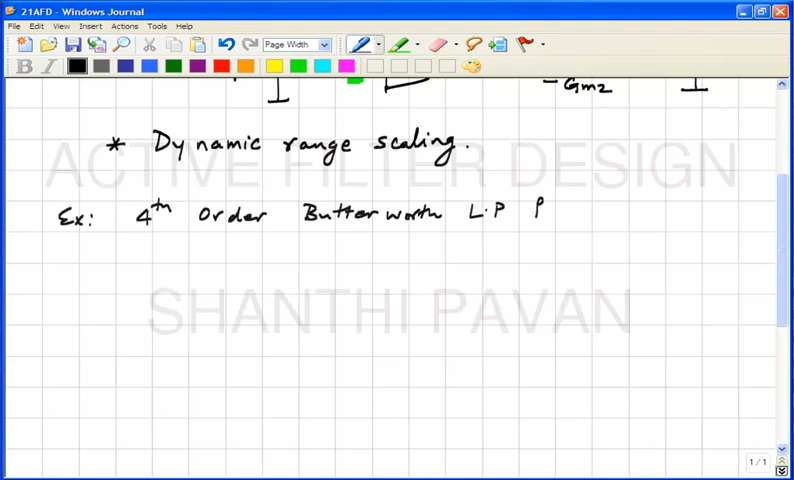 21AFD - Windows Journal
File Edit View Insert Actions Tools Help
Page Width
B I
- Gm2
* Dynamic range scaling.
ACTIVE FILTER DESIGN
Ex: 4th Order Butterworth L.P
SHANTHI PAVAN
1 / 1